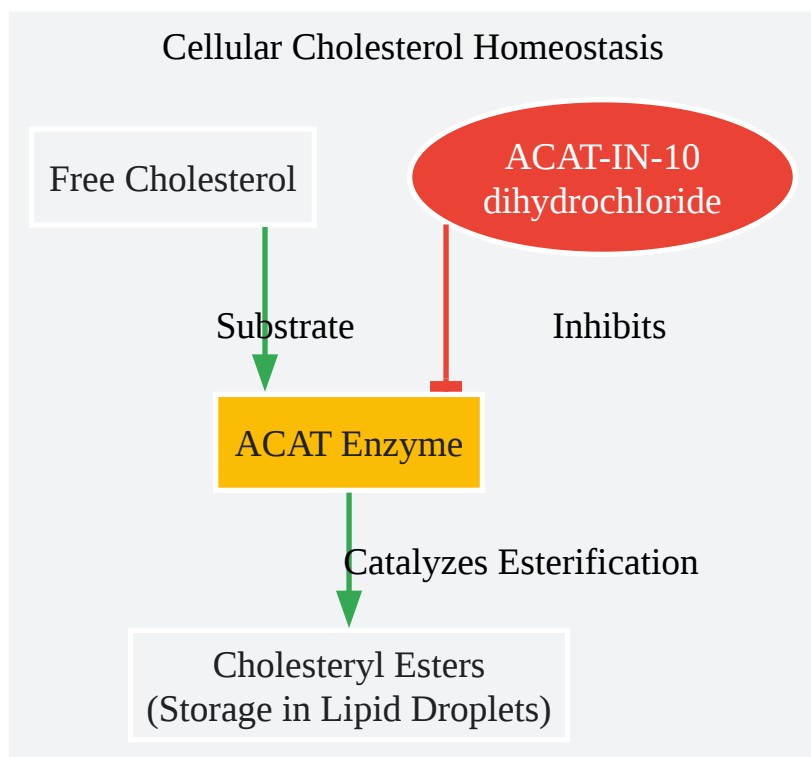 Cellular Cholesterol Homeostasis
Free Cholesterol
ACAT-IN-10
dihydrochloride
Substrate
Inhibits
ACAT Enzyme
Catalyzes Esterification
Cholesteryl Esters
(Storage in Lipid Droplets)